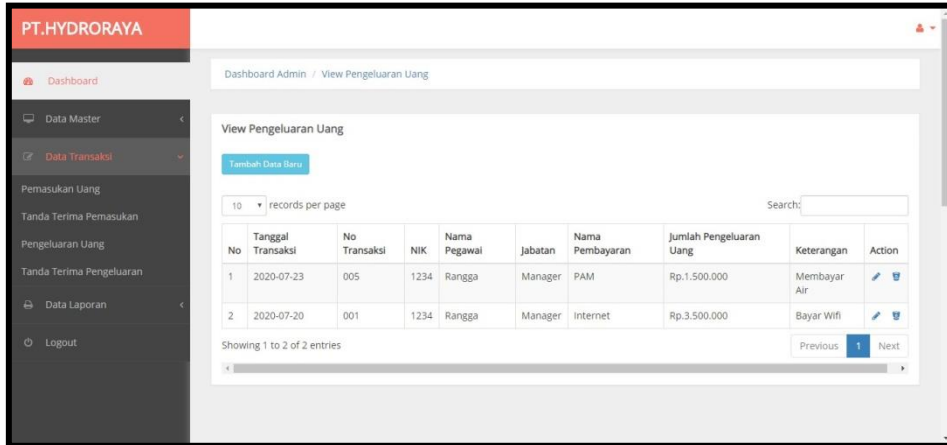 PT.HYDRORAYA
Dashboard
Data Master
Data Transaksi
Pemasukan Uang
Tanda Terima Pemasukan
Pengeluaran Uang
Tanda Terima Pengeluaran
Data Laporan
Logout
Dashboard Admin / View Pengeluaran Uang
View Pengeluaran Uang
Tambah Data Baru
10 records per page
Search:
No Tanggal Transaksi No Transaksi NIK Nama Pegawai Jabatan Nama Pembayaran Jumlah Pengeluaran Uang Keterangan Action
1 2020-07-23 005 1234 Rangga Manager PAM Rp.1.500.000 Membayar Air
2 2020-07-20 001 1234 Rangga Manager Internet Rp.3.500.000 Bayar Wifi
Showing 1 to 2 of 2 entries
Previous 1 Next